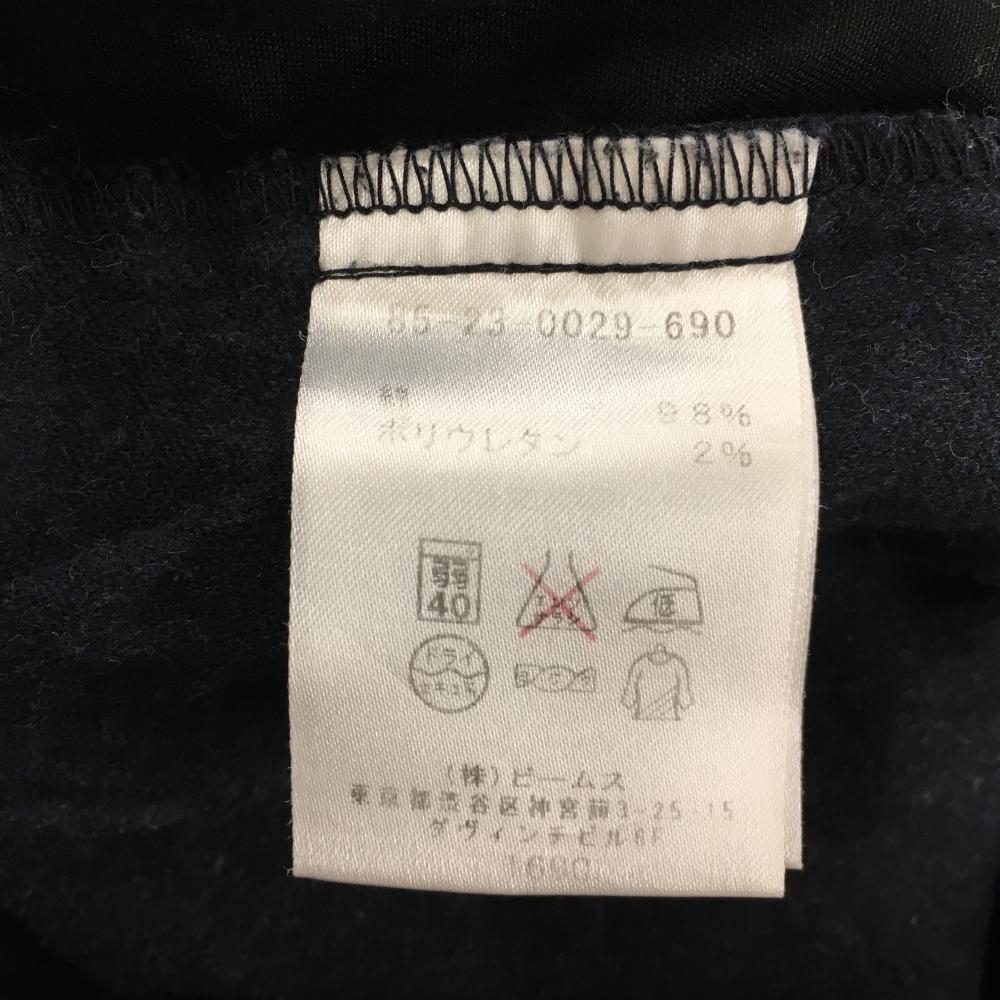 85-23-0029-690
綿 98%
ポリウレタン 2%
40
低
ドライ
(株)ビームス
東京都渋谷区神宮前3-25-15
ダヴィンチビル8F